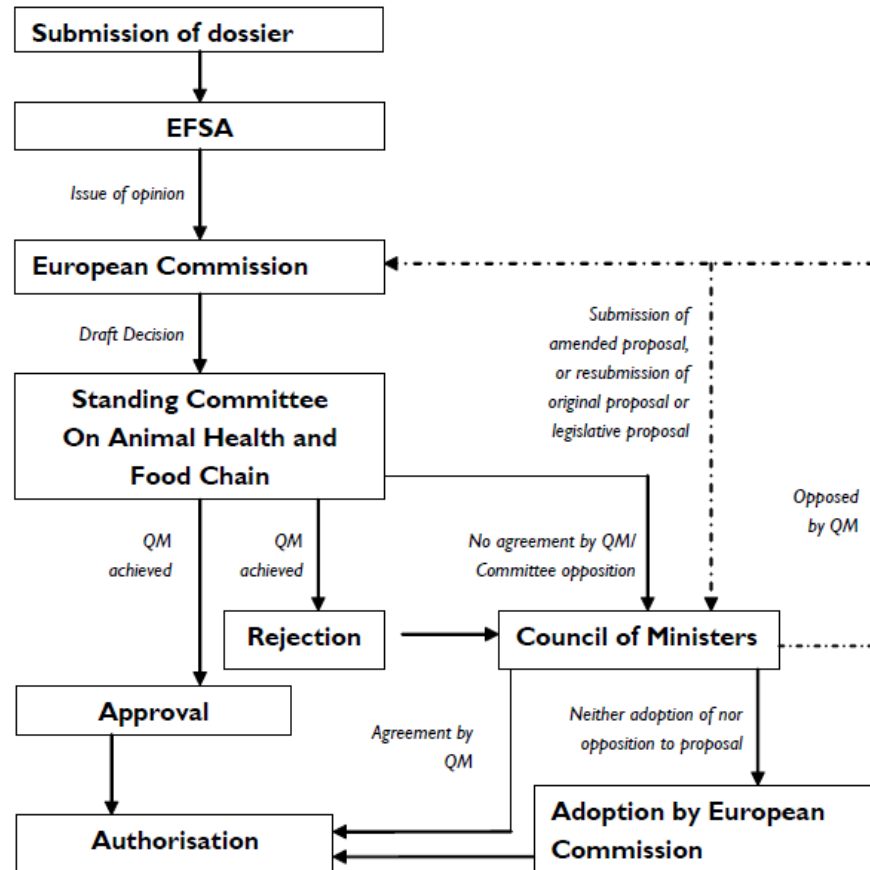 Submission of dossier
EFSA
Issue of opinion
European Commission
Draft Decision
Submission of
amended proposal,
or resubmission of
original proposal or
legislative proposal
Standing Committee
On Animal Health and
Food Chain
Opposed
by QM
QM
achieved
QM
achieved
No agreement by QM/
Committee opposition
Rejection
Council of Ministers
Approval
Agreement by
QM
Neither adoption of nor
opposition to proposal
Authorisation
Adoption by European
Commission